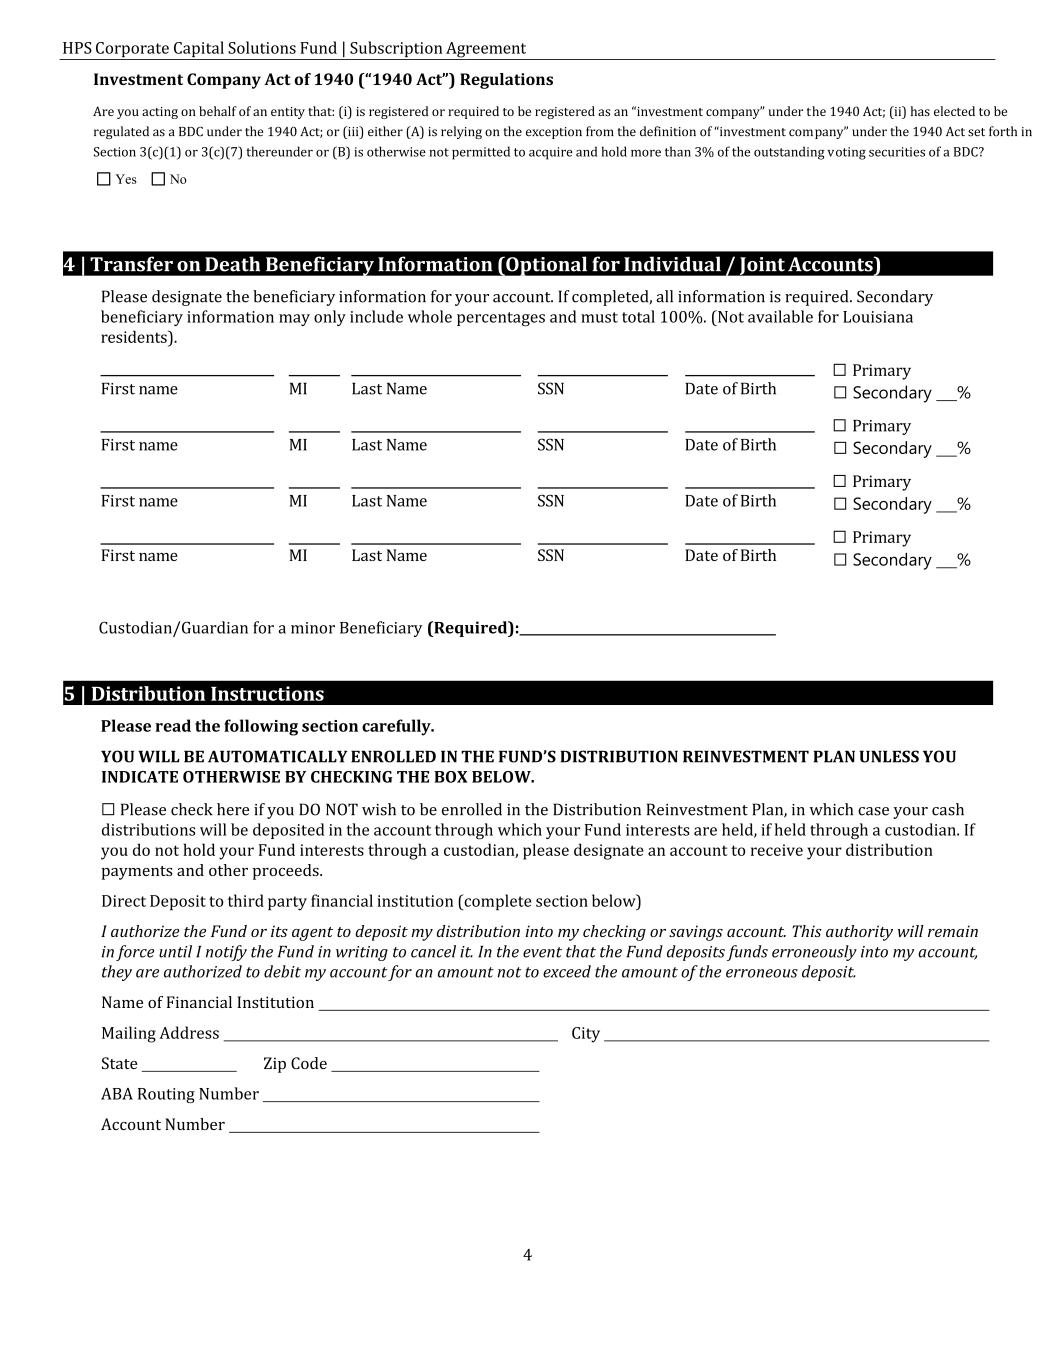 HPS Corporate Capital Solutions Fund | Subscription Agreement
Investment Company Act of 1940 (“1940 Act”) Regulations
Are you acting on behalf of an entity that: (i) is registered or required to be registered as an “investment company” under the 1940 Act; (ii) has elected to be
regulated as a BDC under the 1940 Act; or (iii) either (A) is relying on the exception from the definition of “investment company” under the 1940 Act set forth in
Section 3(c)(1) or 3(c)(7) thereunder or (B) is otherwise not permitted to acquire and hold more than 3% of the outstanding voting securities of a BDC?
☐ Yes ☐ No
4 | Transfer on Death Beneficiary Information (Optional for Individual / Joint Accounts)
Please designate the beneficiary information for your account. If completed, all information is required. Secondary
beneficiary information may only include whole percentages and must total 100%. (Not available for Louisiana
residents).
☐ Primary
First name MI Last Name SSN Date of Birth ☐ Secondary __%
☐ Primary
First name MI Last Name SSN Date of Birth ☐ Secondary __%
☐ Primary
First name MI Last Name SSN Date of Birth ☐ Secondary __%
☐ Primary
First name MI Last Name SSN Date of Birth ☐ Secondary __%
Custodian/Guardian for a minor Beneficiary (Required):
5 | Distribution Instructions
Please read the following section carefully.
YOU WILL BE AUTOMATICALLY ENROLLED IN THE FUND’S DISTRIBUTION REINVESTMENT PLAN UNLESS YOU
INDICATE OTHERWISE BY CHECKING THE BOX BELOW.
☐ Please check here if you DO NOT wish to be enrolled in the Distribution Reinvestment Plan, in which case your cash
distributions will be deposited in the account through which your Fund interests are held, if held through a custodian. If
you do not hold your Fund interests through a custodian, please designate an account to receive your distribution
payments and other proceeds.
Direct Deposit to third party financial institution (complete section below)
I authorize the Fund or its agent to deposit my distribution into my checking or savings account. This authority will remain
in force until I notify the Fund in writing to cancel it. In the event that the Fund deposits funds erroneously into my account,
they are authorized to debit my account for an amount not to exceed the amount of the erroneous deposit.
Name of Financial Institution
Mailing Address City
State Zip Code
ABA Routing Number
Account Number
4